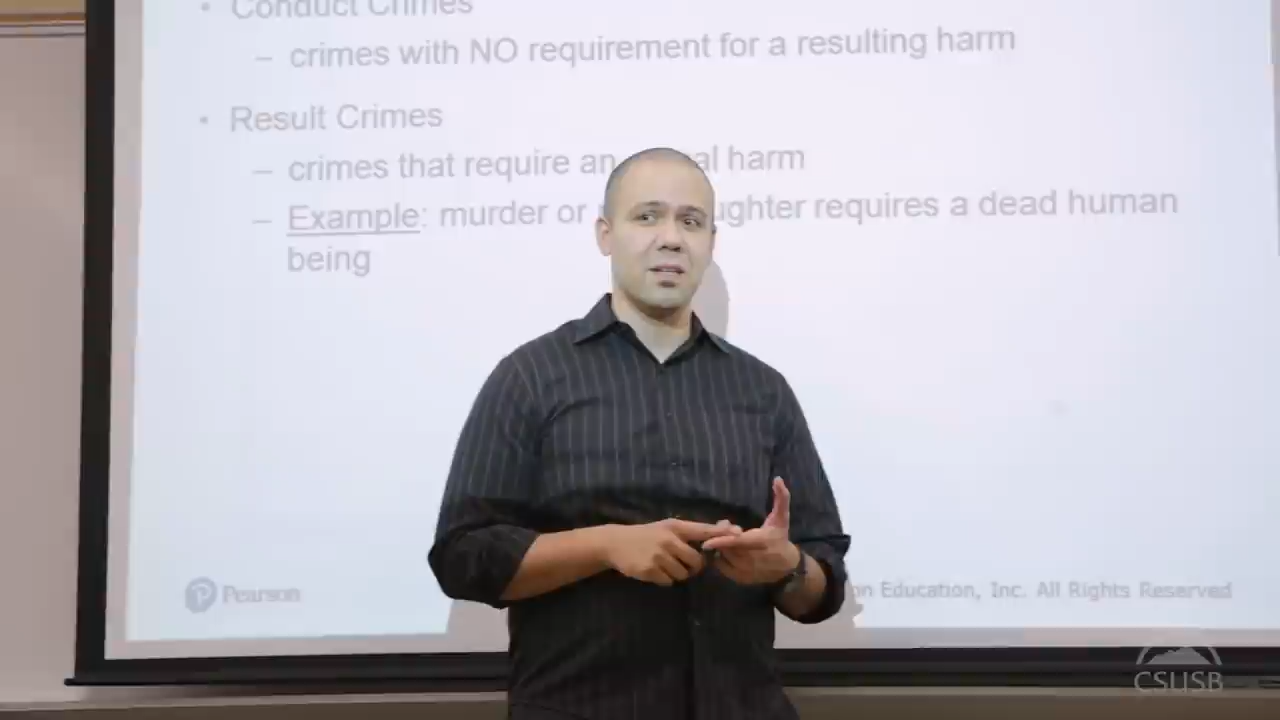 • Conduct Crimes
– crimes with NO requirement for a resulting harm
• Result Crimes
– crimes that require an al harm
– Example: murder or ughter requires a dead human
being
Pearson
on Education, Inc. All Rights Reserved
CSUSB